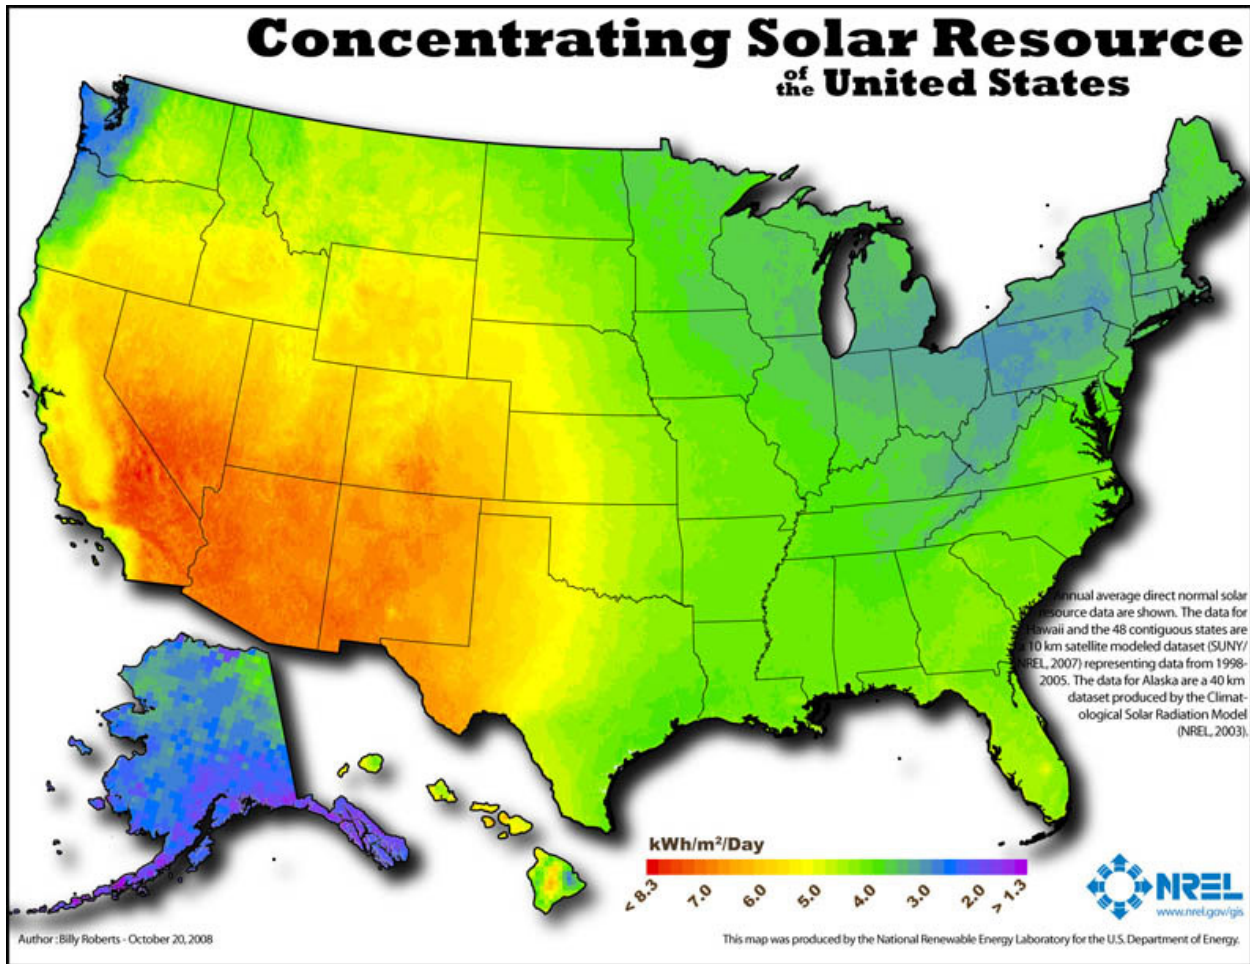 Concentrating Solar Resource
of the United States
Annual average direct normal solar
resource data are shown. The data for
Hawaii and the 48 contiguous states are
a 10 km satellite modeled dataset (SUNY/
NREL, 2007) representing data from 1998-
2005. The data for Alaska are a 40 km
dataset produced by the Climat-
ological Solar Radiation Model
(NREL, 2003).
kWh/m²/Day
< 8.3 7.0 6.0 5.0 4.0 3.0 2.0 > 1.3
NREL
www.nrel.gov/gis
Author : Billy Roberts - October 20, 2008
This map was produced by the National Renewable Energy Laboratory for the U.S. Department of Energy.